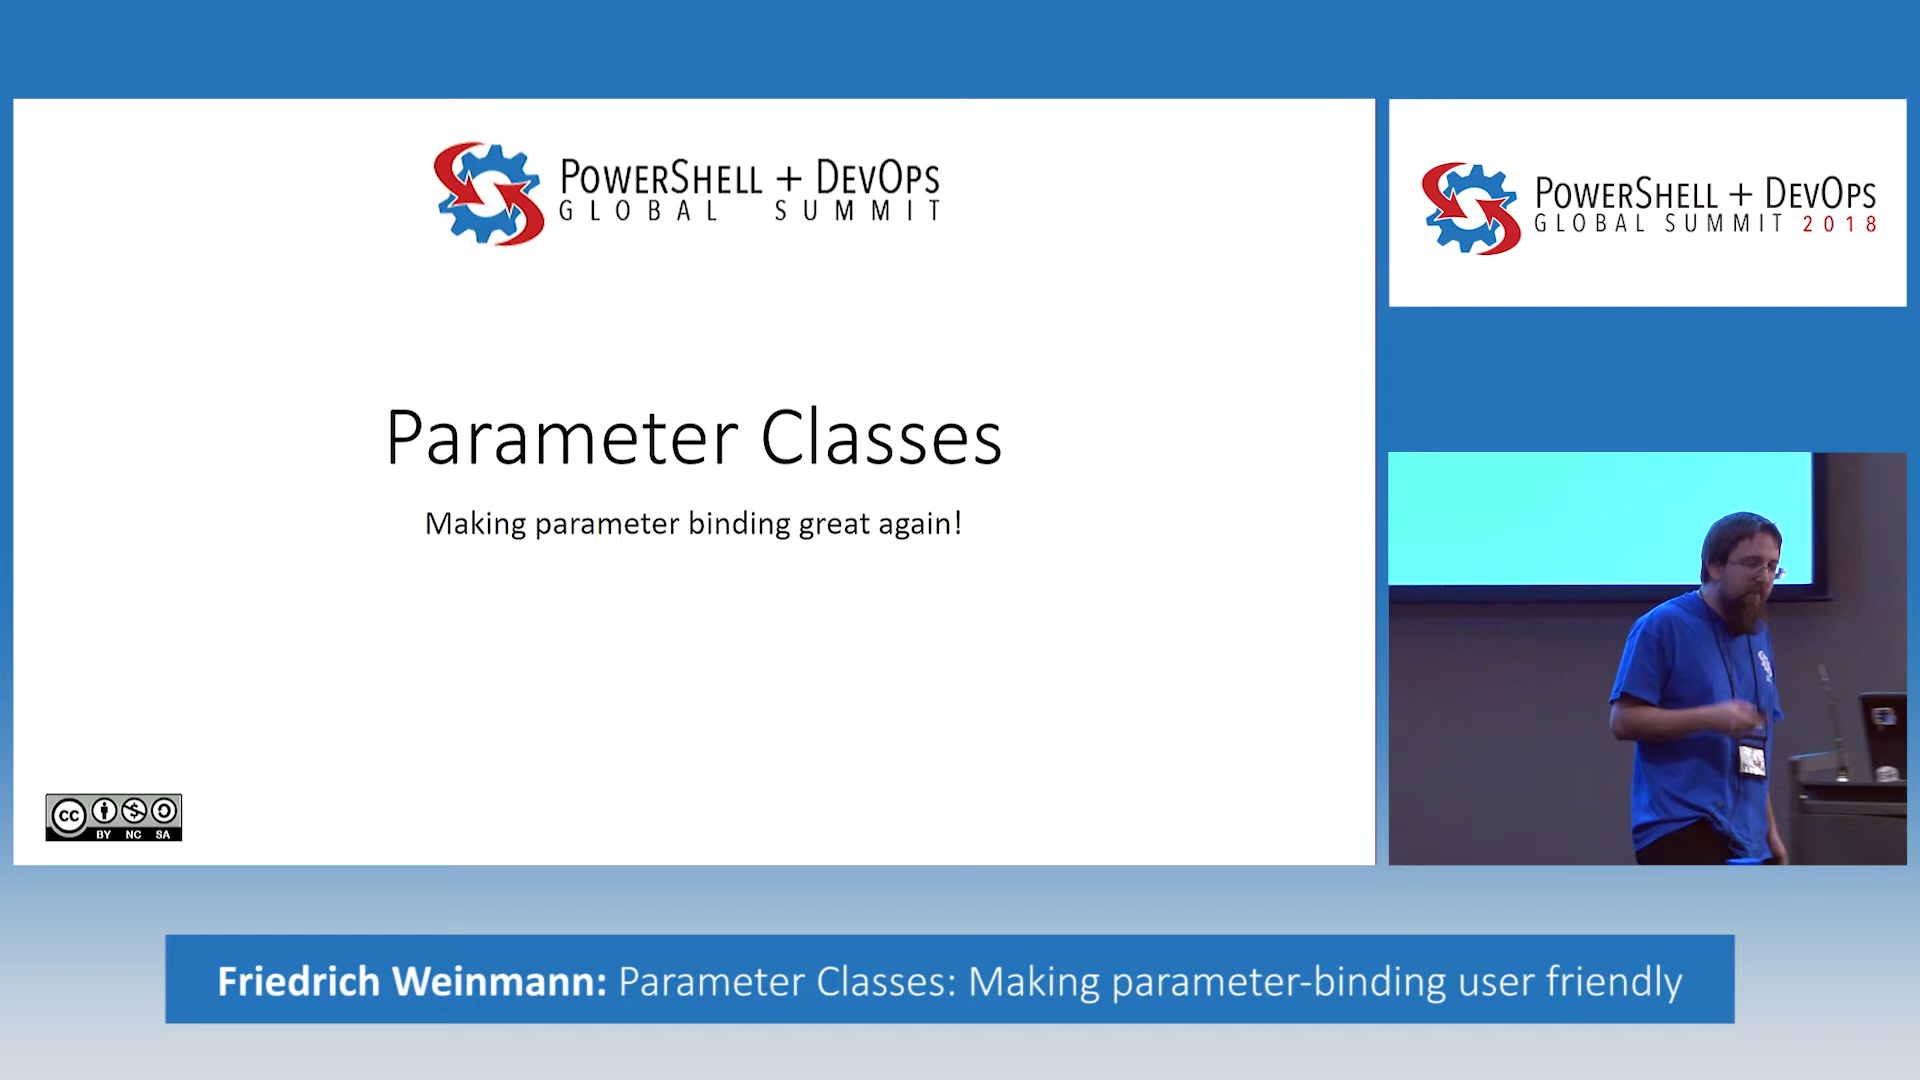 POWERSHELL + DEVOPS
GLOBAL SUMMIT
Parameter Classes
Making parameter binding great again!
cc
BY NC SA
POWERSHELL + DEVOPS
GLOBAL SUMMIT 2018
Friedrich Weinmann: Parameter Classes: Making parameter-binding user friendly